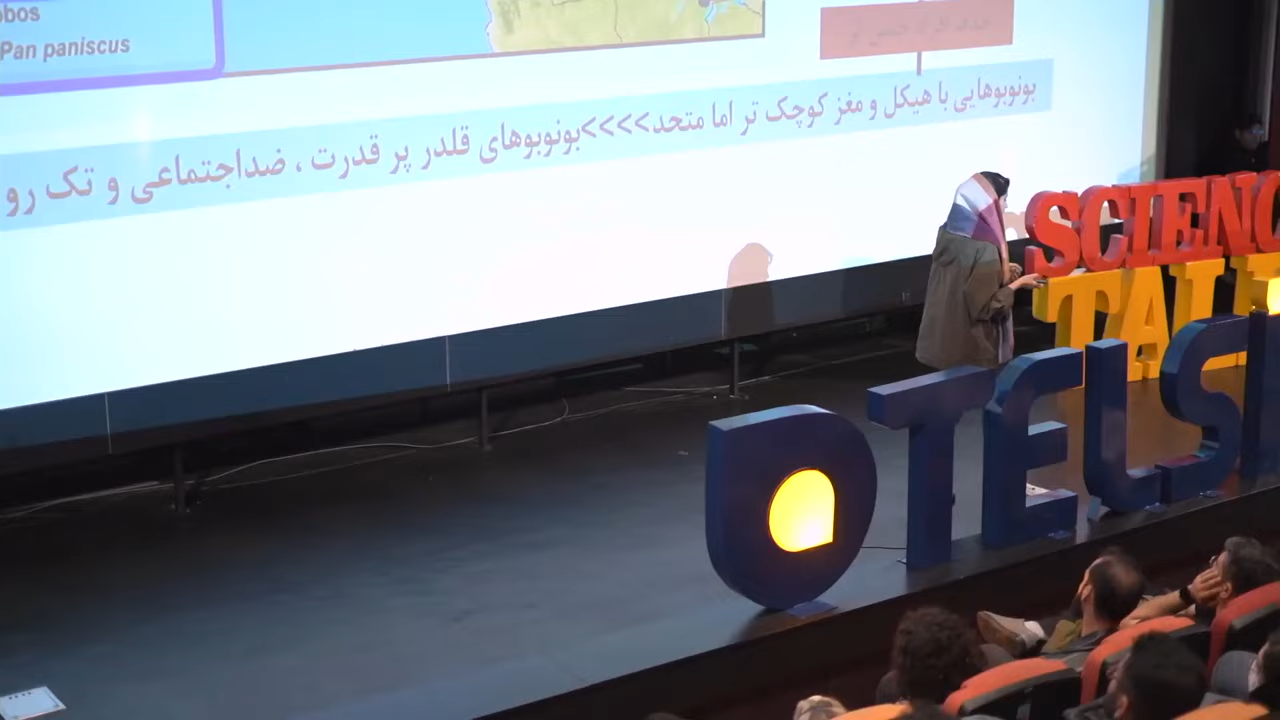 obos
Pan paniscus
بونوبوهایی با هیکل و مغز کوچک تر اما متحد>>>>بونوبوهای قلدر پر قدرت ، ضداجتماعی و تک رو
SCIENC
TAL
OTELSI